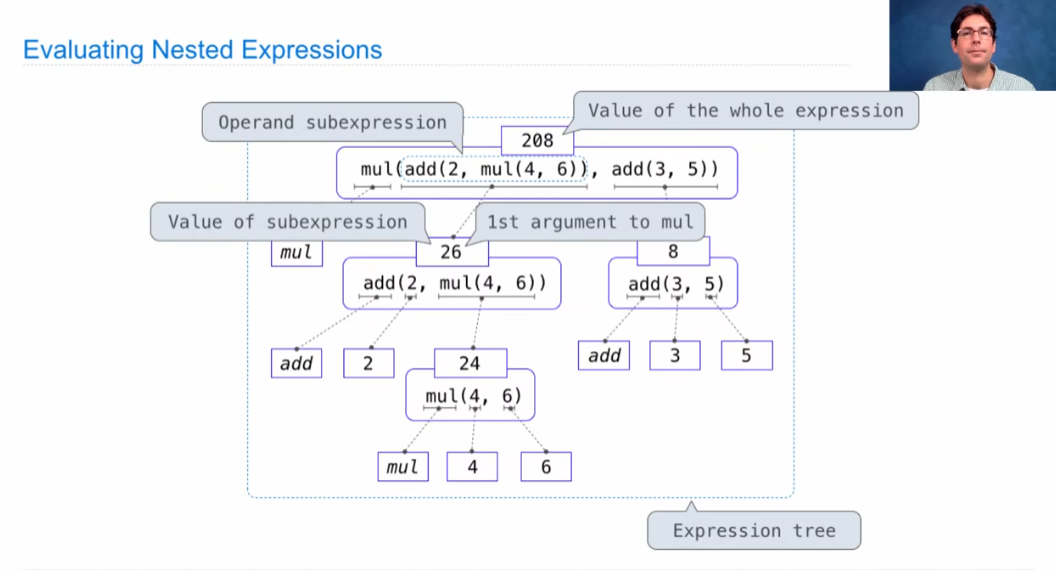 Evaluating Nested Expressions
Operand subexpression
Value of the whole expression
208
mul(add(2, mul(4, 6)), add(3, 5))
Value of subexpression
1st argument to mul
mul
26
8
add(2, mul(4, 6))
add(3, 5)
add
2
24
add
3
5
mul(4, 6)
mul
4
6
Expression tree